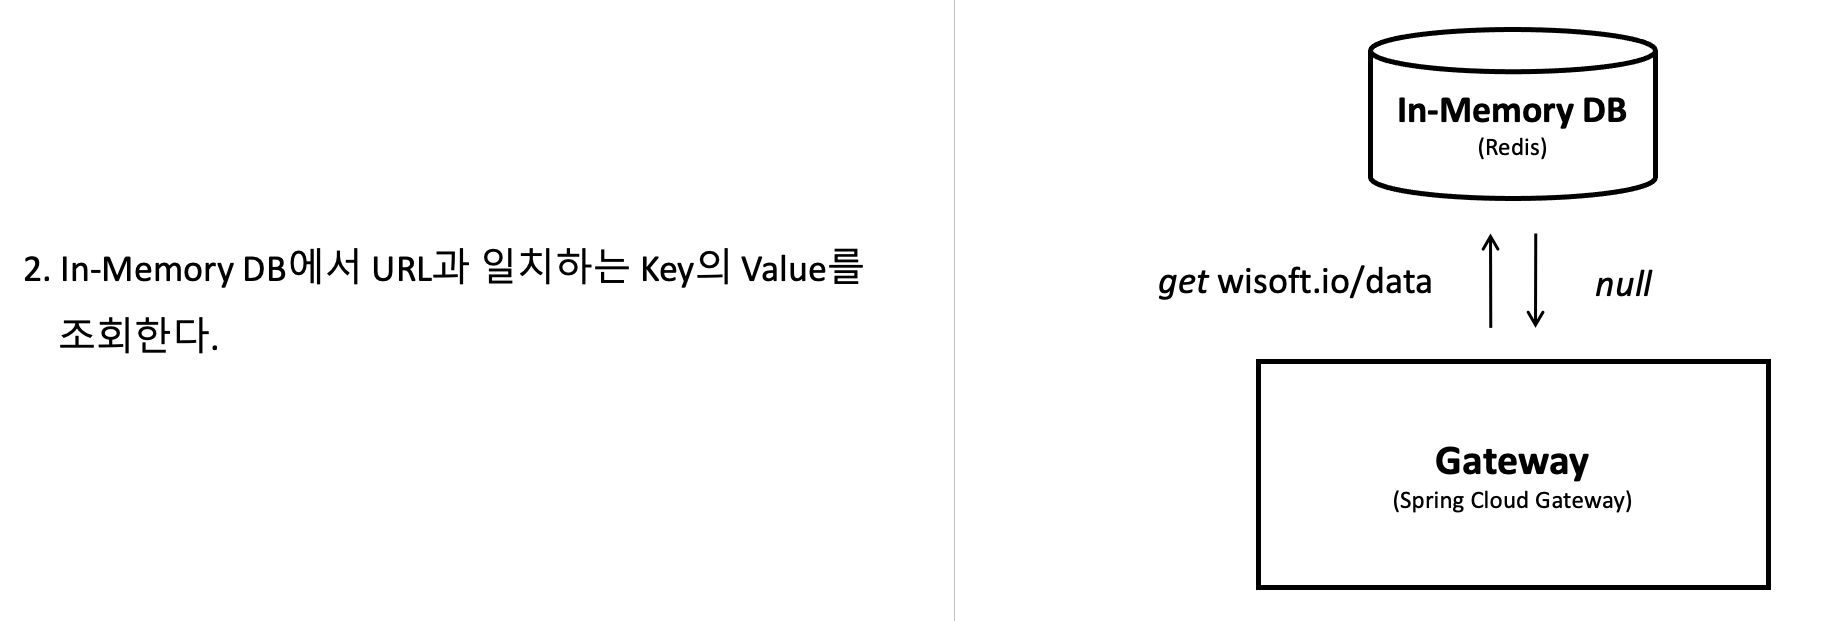 2. In-Memory DB에서 URL과 일치하는 Key의 Value를
조회한다.
In-Memory DB
(Redis)
get wisoft.io/data
null
Gateway
(Spring Cloud Gateway)